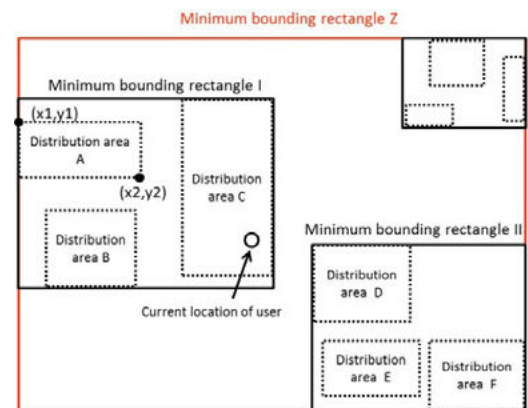 Minimum bounding rectangle Z
Minimum bounding rectangle I
(x1,y1)
Distribution area
A
(x2,y2)
Distribution
area C
Distribution
area B
Current location of user
Minimum bounding rectangle II
Distribution
area D
Distribution
area E
Distribution
area F